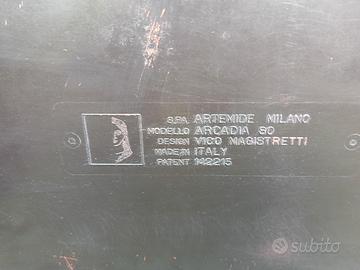 S.P.A. ARTEMIDE MILANO
MODELLO ARCADIA 80
DESIGN VICO MAGISTRETTI
MADE IN ITALY
PATENT 142215
subito